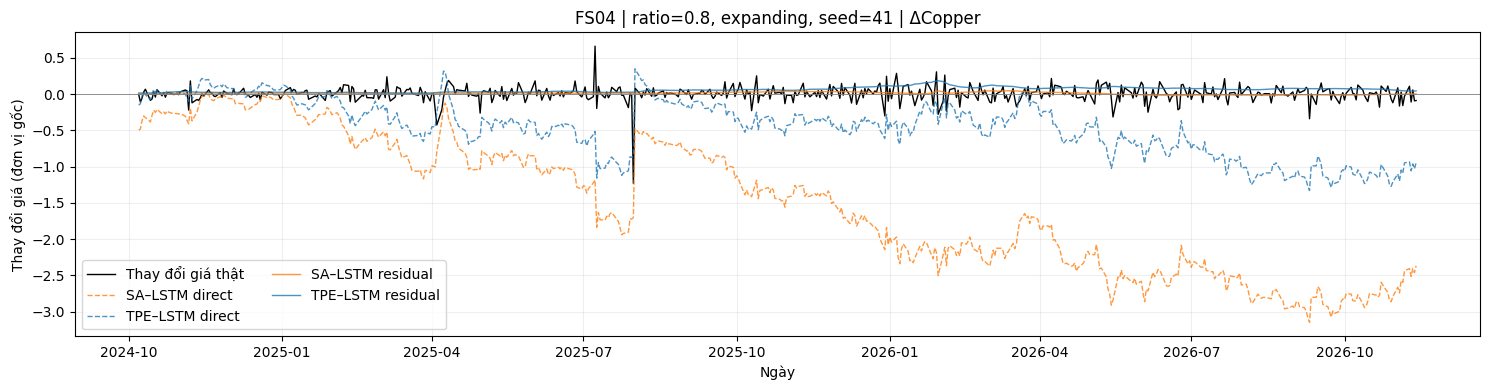 FS04 | ratio=0.8, expanding, seed=41 | ΔCopper
Thay đổi giá (đơn vị gốc)
0.5
0.0
−0.5
−1.0
−1.5
−2.0
−2.5
−3.0
Thay đổi giá thật
SA–LSTM direct
TPE–LSTM direct
SA–LSTM residual
TPE–LSTM residual
2024-10
2025-01
2025-04
2025-07
2025-10
2026-01
2026-04
2026-07
2026-10
Ngày